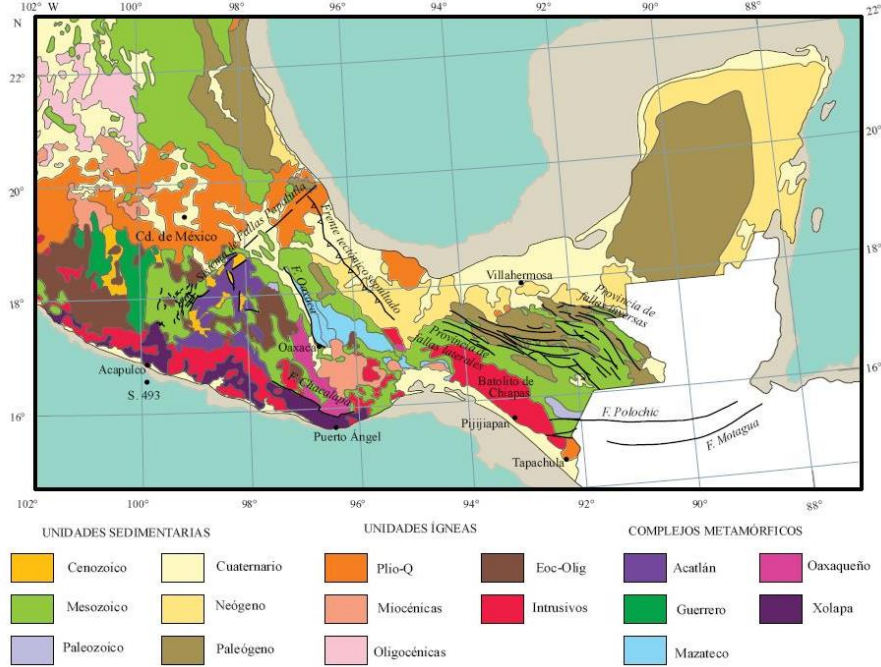 102° W 100° 98° 96° 94° 92° 90° 88°
N
22°
22°
20°
20°
18°
18°
16°
16°
Sistema de Fallas Papalutla
Frente tectónico sepultado
Cd. de México
F. Oaxaca
Villahermosa
Provincia de
fallas inversas
Provincia de
fallas laterales
Oaxaca
Acapulco
S. 493
F. Chacalapa
Batolito de
Chiapas
Pijijiapan
F. Polochic
F. Motagua
Puerto Ángel
Tapachula
102° 100° 98° 96° 94° 92° 90° 88°
UNIDADES SEDIMENTARIAS UNIDADES ÍGNEAS COMPLEJOS METAMÓRFICOS
Cenozoico Cuaternario Plio-Q Eoc-Olig Acatlán Oaxaqueño
Mesozoico Neógeno Miocénicas Intrusivos Guerrero Xolapa
Paleozoico Paleógeno Oligocénicas Mazateco